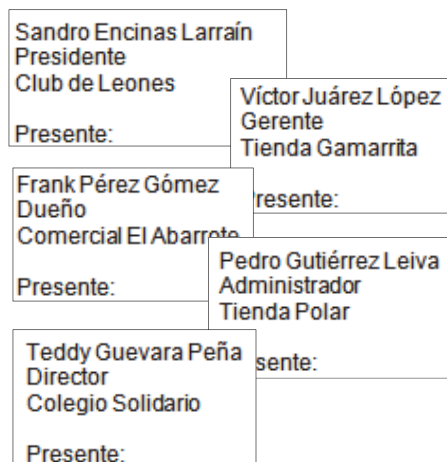 Sandro Encinas Larraín
Presidente
Club de Leones
Presente:
Víctor Juárez López
Gerente
Tienda Gamarrita
resente:
Frank Pérez Gómez
Dueño
Comercial El Abarrote
Presente:
Pedro Gutiérrez Leiva
Administrador
Tienda Polar
sente:
Teddy Guevara Peña
Director
Colegio Solidario
Presente: